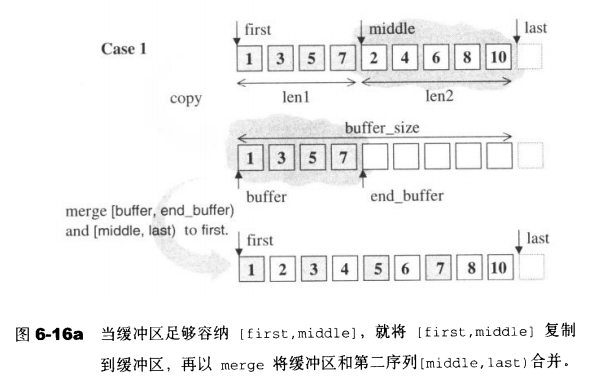 first middle last
Case 1
1 3 5 7 2 4 6 8 10
copy len1 len2
buffer_size
1 3 5 7
buffer end_buffer
merge [buffer, end_buffer)
and [middle, last) to first.
first last
1 2 3 4 5 6 7 8 10
图 6-16a 当缓冲区足够容纳 [first,middle], 就将 [first,middle] 复制
到缓冲区, 再以 merge 将缓冲区和第二序列[middle,last)合并。